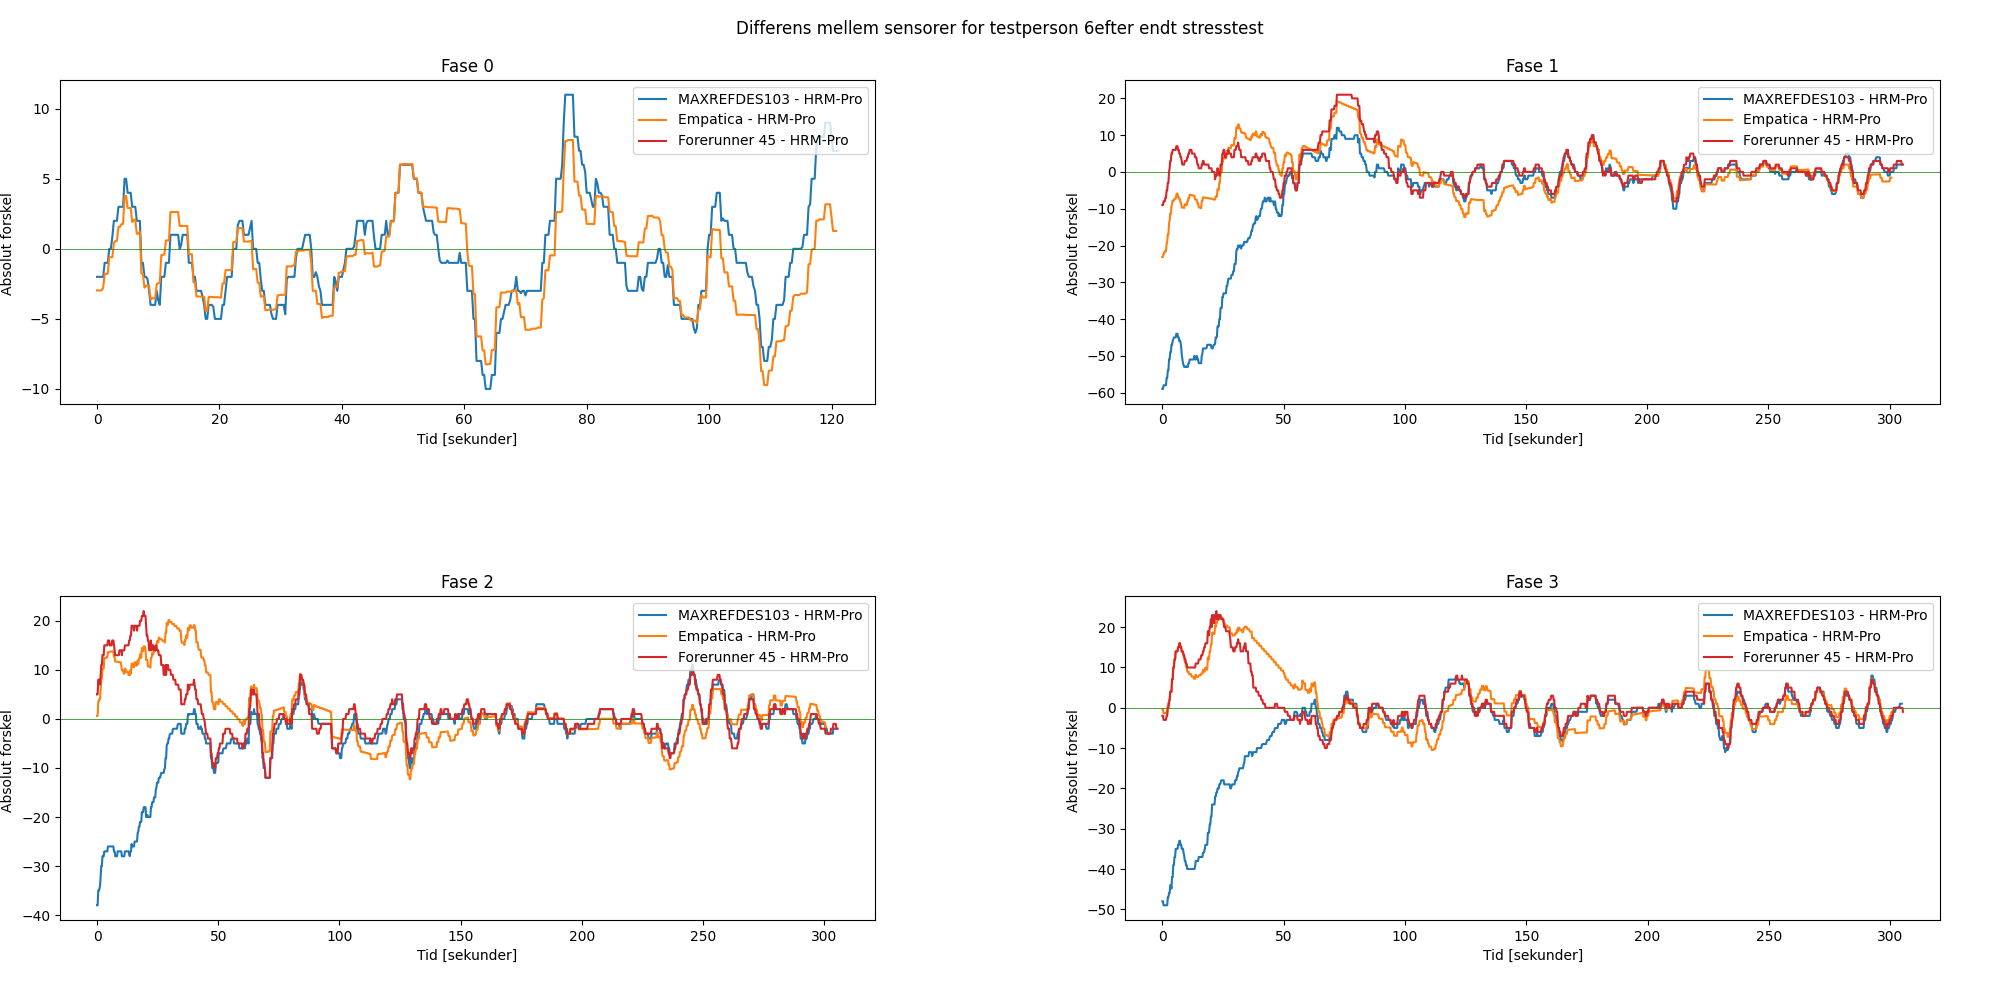 Differens mellem sensorer for testperson 6efter endt stresstest
Fase 0
Absolut forskel
10
5
0
−5
−10
MAXREFDES103 - HRM-Pro
Empatica - HRM-Pro
Forerunner 45 - HRM-Pro
0 20 40 60 80 100 120
Tid [sekunder]
Fase 1
Absolut forskel
20
10
0
−10
−20
−30
−40
−50
−60
MAXREFDES103 - HRM-Pro
Empatica - HRM-Pro
Forerunner 45 - HRM-Pro
0 50 100 150 200 250 300
Tid [sekunder]
Fase 2
Absolut forskel
20
10
0
−10
−20
−30
−40
MAXREFDES103 - HRM-Pro
Empatica - HRM-Pro
Forerunner 45 - HRM-Pro
0 50 100 150 200 250 300
Tid [sekunder]
Fase 3
Absolut forskel
20
10
0
−10
−20
−30
−40
−50
MAXREFDES103 - HRM-Pro
Empatica - HRM-Pro
Forerunner 45 - HRM-Pro
0 50 100 150 200 250 300
Tid [sekunder]